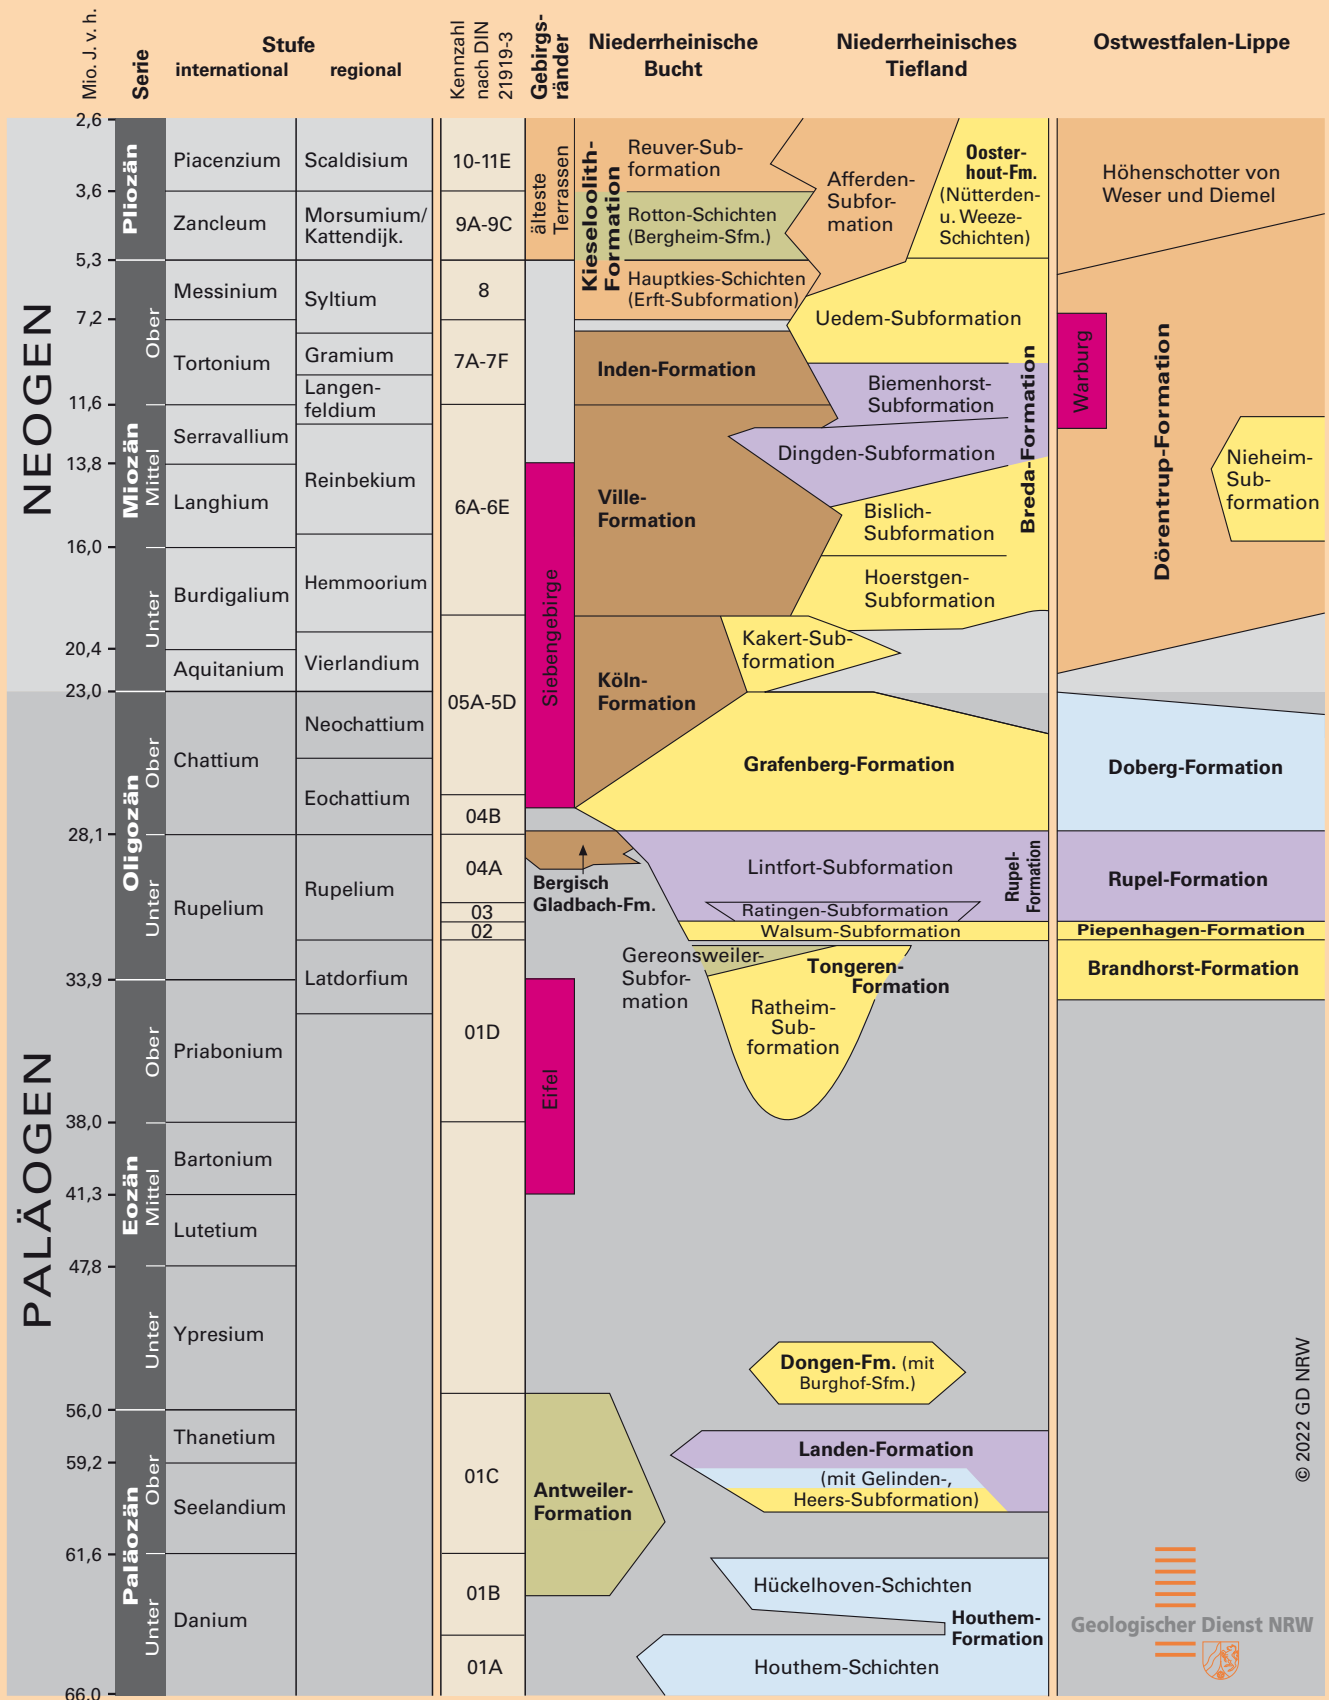 Mio. J. v. h.
Serie
Stufe
international
regional
Kennzahl
nach DIN
21919-3
Gebirgs-
ränder
Niederrheinische
Bucht
Niederrheinisches
Tiefland
Ostwestfalen-Lippe
2,6
3,6
5,3
7,2
11,6
13,8
16,0
20,4
23,0
28,1
33,9
38,0
41,3
47,8
56,0
59,2
61,6
66,0
NEOGEN
PALÄOGEN
Pliozän
Miozän
Ober
Mittel
Unter
Oligozän
Ober
Unter
Eozän
Ober
Mittel
Unter
Paläozän
Ober
Unter
Piacenzium
Zancleum
Messinium
Tortonium
Serravallium
Langhium
Burdigalium
Aquitanium
Chattium
Rupelium
Priabonium
Bartonium
Lutetium
Ypresium
Thanetium
Seelandium
Danium
Scaldisium
Morsumium/
Kattendijk.
Syltium
Gramium
Langen-
feldium
Reinbekium
Hemmoorium
Vierlandium
Neochattium
Eochattium
Rupelium
Latdorfium
10-11E
9A-9C
8
7A-7F
6A-6E
05A-5D
04B
04A
03
02
01D
01C
01B
01A
älteste
Terrassen
Siebengebirge
Eifel
Kieseloolith-
Formation
Reuver-Sub-
formation
Rotton-Schichten
(Bergheim-Sfm.)
Hauptkies-Schichten
(Erft-Subformation)
Inden-Formation
Ville-
Formation
Köln-
Formation
Bergisch
Gladbach-Fm.
Antweiler-
Formation
Afferden-
Subfor-
mation
Ooster-
hout-Fm.
(Nütterden-
u. Weeze-
Schichten)
Uedem-Subformation
Biemenhorst-
Subformation
Dingden-Subformation
Bislich-
Subformation
Hoerstgen-
Subformation
Breda-Formation
Kakert-Sub-
formation
Grafenberg-Formation
Lintfort-Subformation
Rupel-
Formation
Ratingen-Subformation
Walsum-Subformation
Gereonsweiler-
Subfor-
mation
Tongeren-
Formation
Ratheim-
Sub-
formation
Dongen-Fm. (mit
Burghof-Sfm.)
Landen-Formation
(mit Gelinden-,
Heers-Subformation)
Hückelhoven-Schichten
Houthem-
Formation
Houthem-Schichten
Höhenschotter von
Weser und Diemel
Warburg
Dörentrup-Formation
Nieheim-
Sub-
formation
Doberg-Formation
Rupel-Formation
Piepenhagen-Formation
Brandhorst-Formation
© 2022 GD NRW
Geologischer Dienst NRW